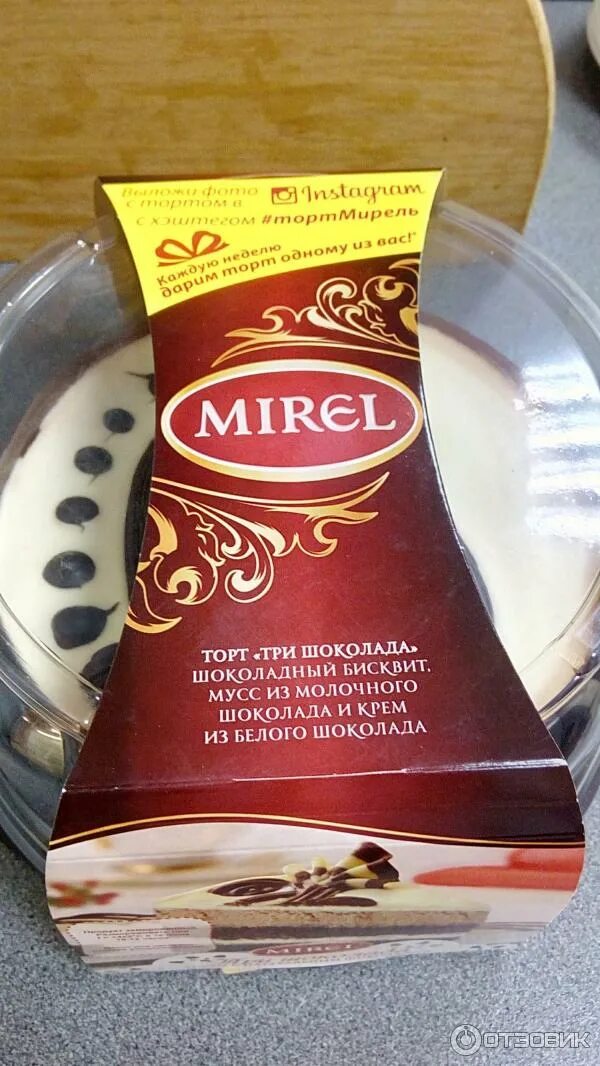 Выложи фото Instagram
с тортом в
с хэштегом #тортМирель
Каждую неделю
дарим торт одному из вас!*
MIREL
ТОРТ «ТРИ ШОКОЛАДА»
ШОКОЛАДНЫЙ БИСКВИТ,
МУСС ИЗ МОЛОЧНОГО
ШОКОЛАДА И КРЕМ
ИЗ БЕЛОГО ШОКОЛАДА
Продукт
MIREL
ОТЗОВИК